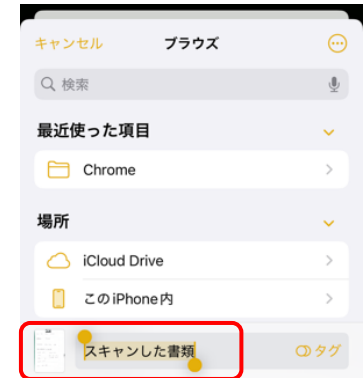 キャンセル ブラウズ
検索
最近使った項目
Chrome
場所
iCloud Drive
このiPhone内
スキャンした書類 タグ